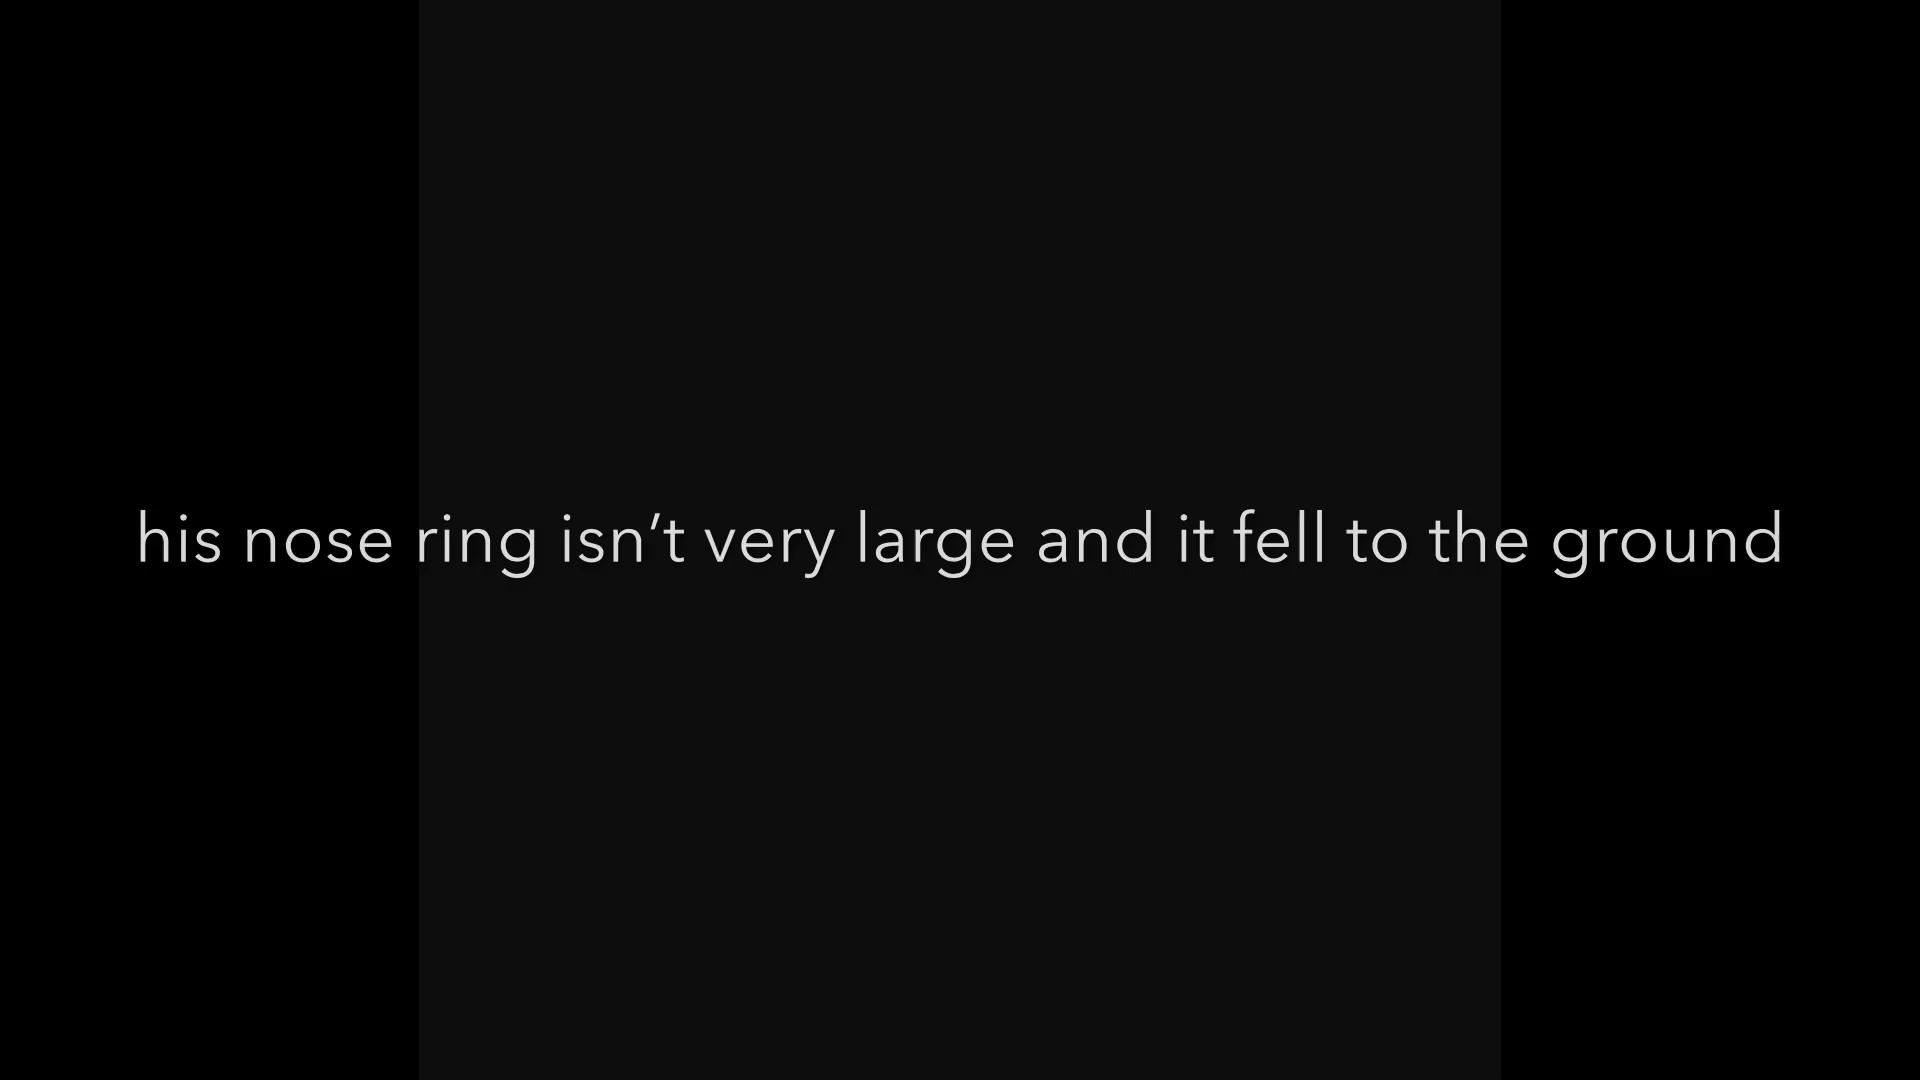 his nose ring isn’t very large and it fell to the ground